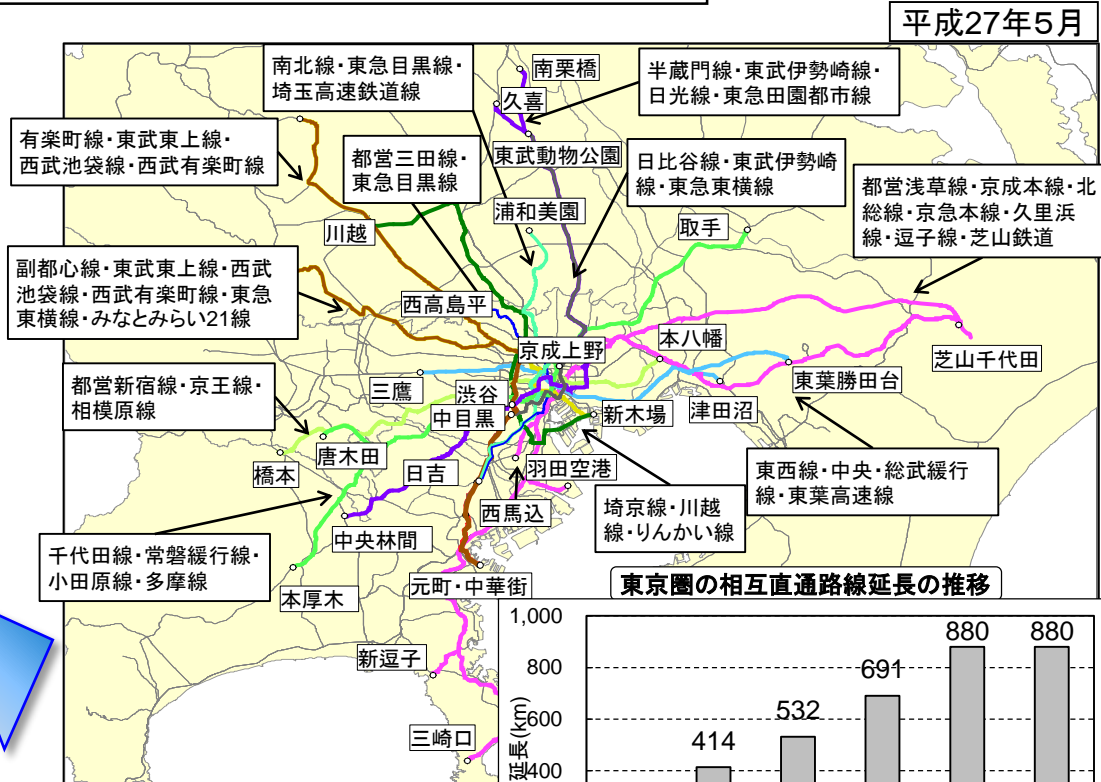 平成27年5月
南北線・東急目黒線・
埼玉高速鉄道線
南栗橋
久喜
半蔵門線・東武伊勢崎線・
日光線・東急田園都市線
有楽町線・東武東上線・
西武池袋線・西武有楽町線
都営三田線・
東急目黒線
東武動物公園
日比谷線・東武伊勢崎
線・東急東横線
都営浅草線・京成本線・北
総線・京急本線・久里浜
線・逗子線・芝山鉄道
浦和美園
川越
取手
副都心線・東武東上線・西武
池袋線・西武有楽町線・東急
東横線・みなとみらい21線
西高島平
京成上野
本八幡
芝山千代田
東葉勝田台
都営新宿線・京王線・
相模原線
三鷹
渋谷
中目黒
新木場
津田沼
唐木田
橋本
日吉
羽田空港
東西線・中央・総武緩行
線・東葉高速線
西馬込
埼京線・川越
線・りんかい線
中央林間
千代田線・常磐緩行線・
小田原線・多摩線
本厚木
元町・中華街
新逗子
三崎口
東京圏の相互直通路線延長の推移
1,000
800
600
400
延長(km)
414
532
691
880
880